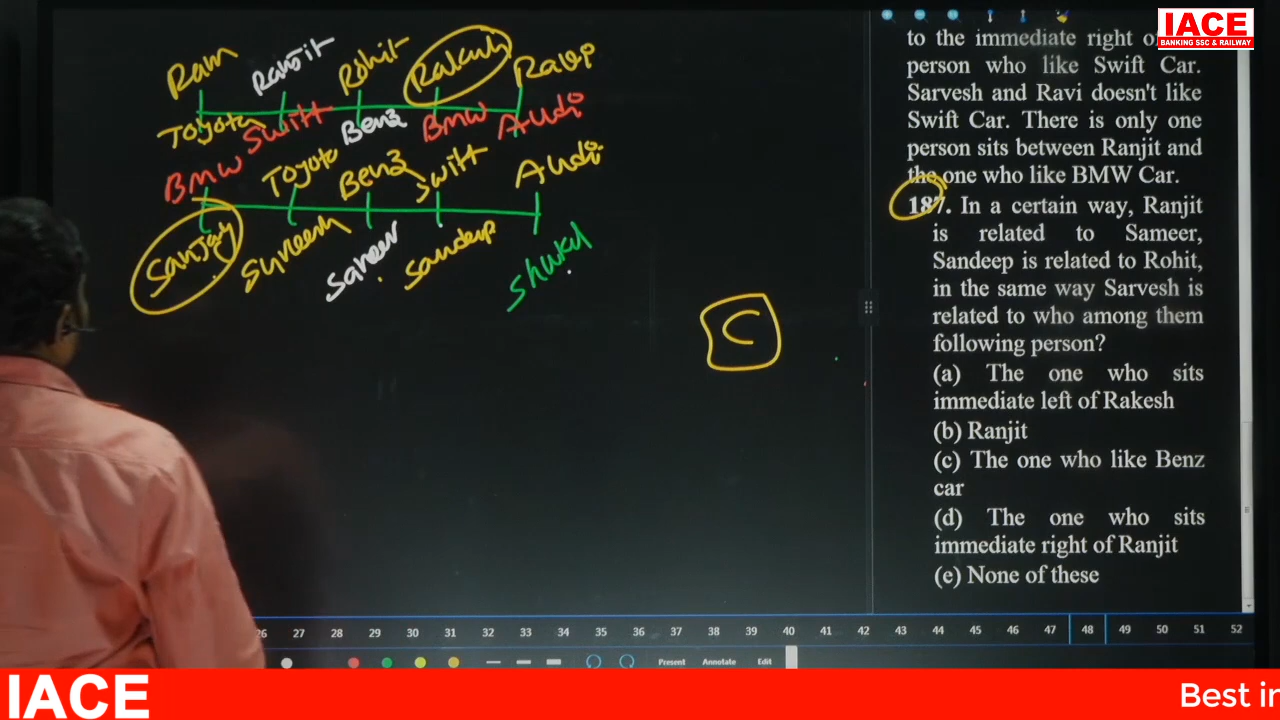 IACE
BANKING SSC & RAILWAY
Ram Ranjit Rohit Rakesh Ravi
Toyota Swift Benz BMW Audi
BMW Toyota Benz Swift Audi
Sanjay Sameer Sandeep
C
to the immediate right of
person who like Swift Car.
Sarvesh and Ravi doesn't like
Swift Car. There is only one
person sits between Ranjit and
the one who like BMW Car.
187. In a certain way, Ranjit
is related to Sameer,
Sandeep is related to Rohit,
in the same way Sarvesh is
related to who among them
following person?
(a) The one who sits
immediate left of Rakesh
(b) Ranjit
(c) The one who like Benz
car
(d) The one who sits
immediate right of Ranjit
(e) None of these
26 27 28 29 30 31 32 33 34 35 36 37 38 39 40 41 42 43 44 45 46 47 48 49 50 51 52
Present Annotate Edit
IACE
Best in